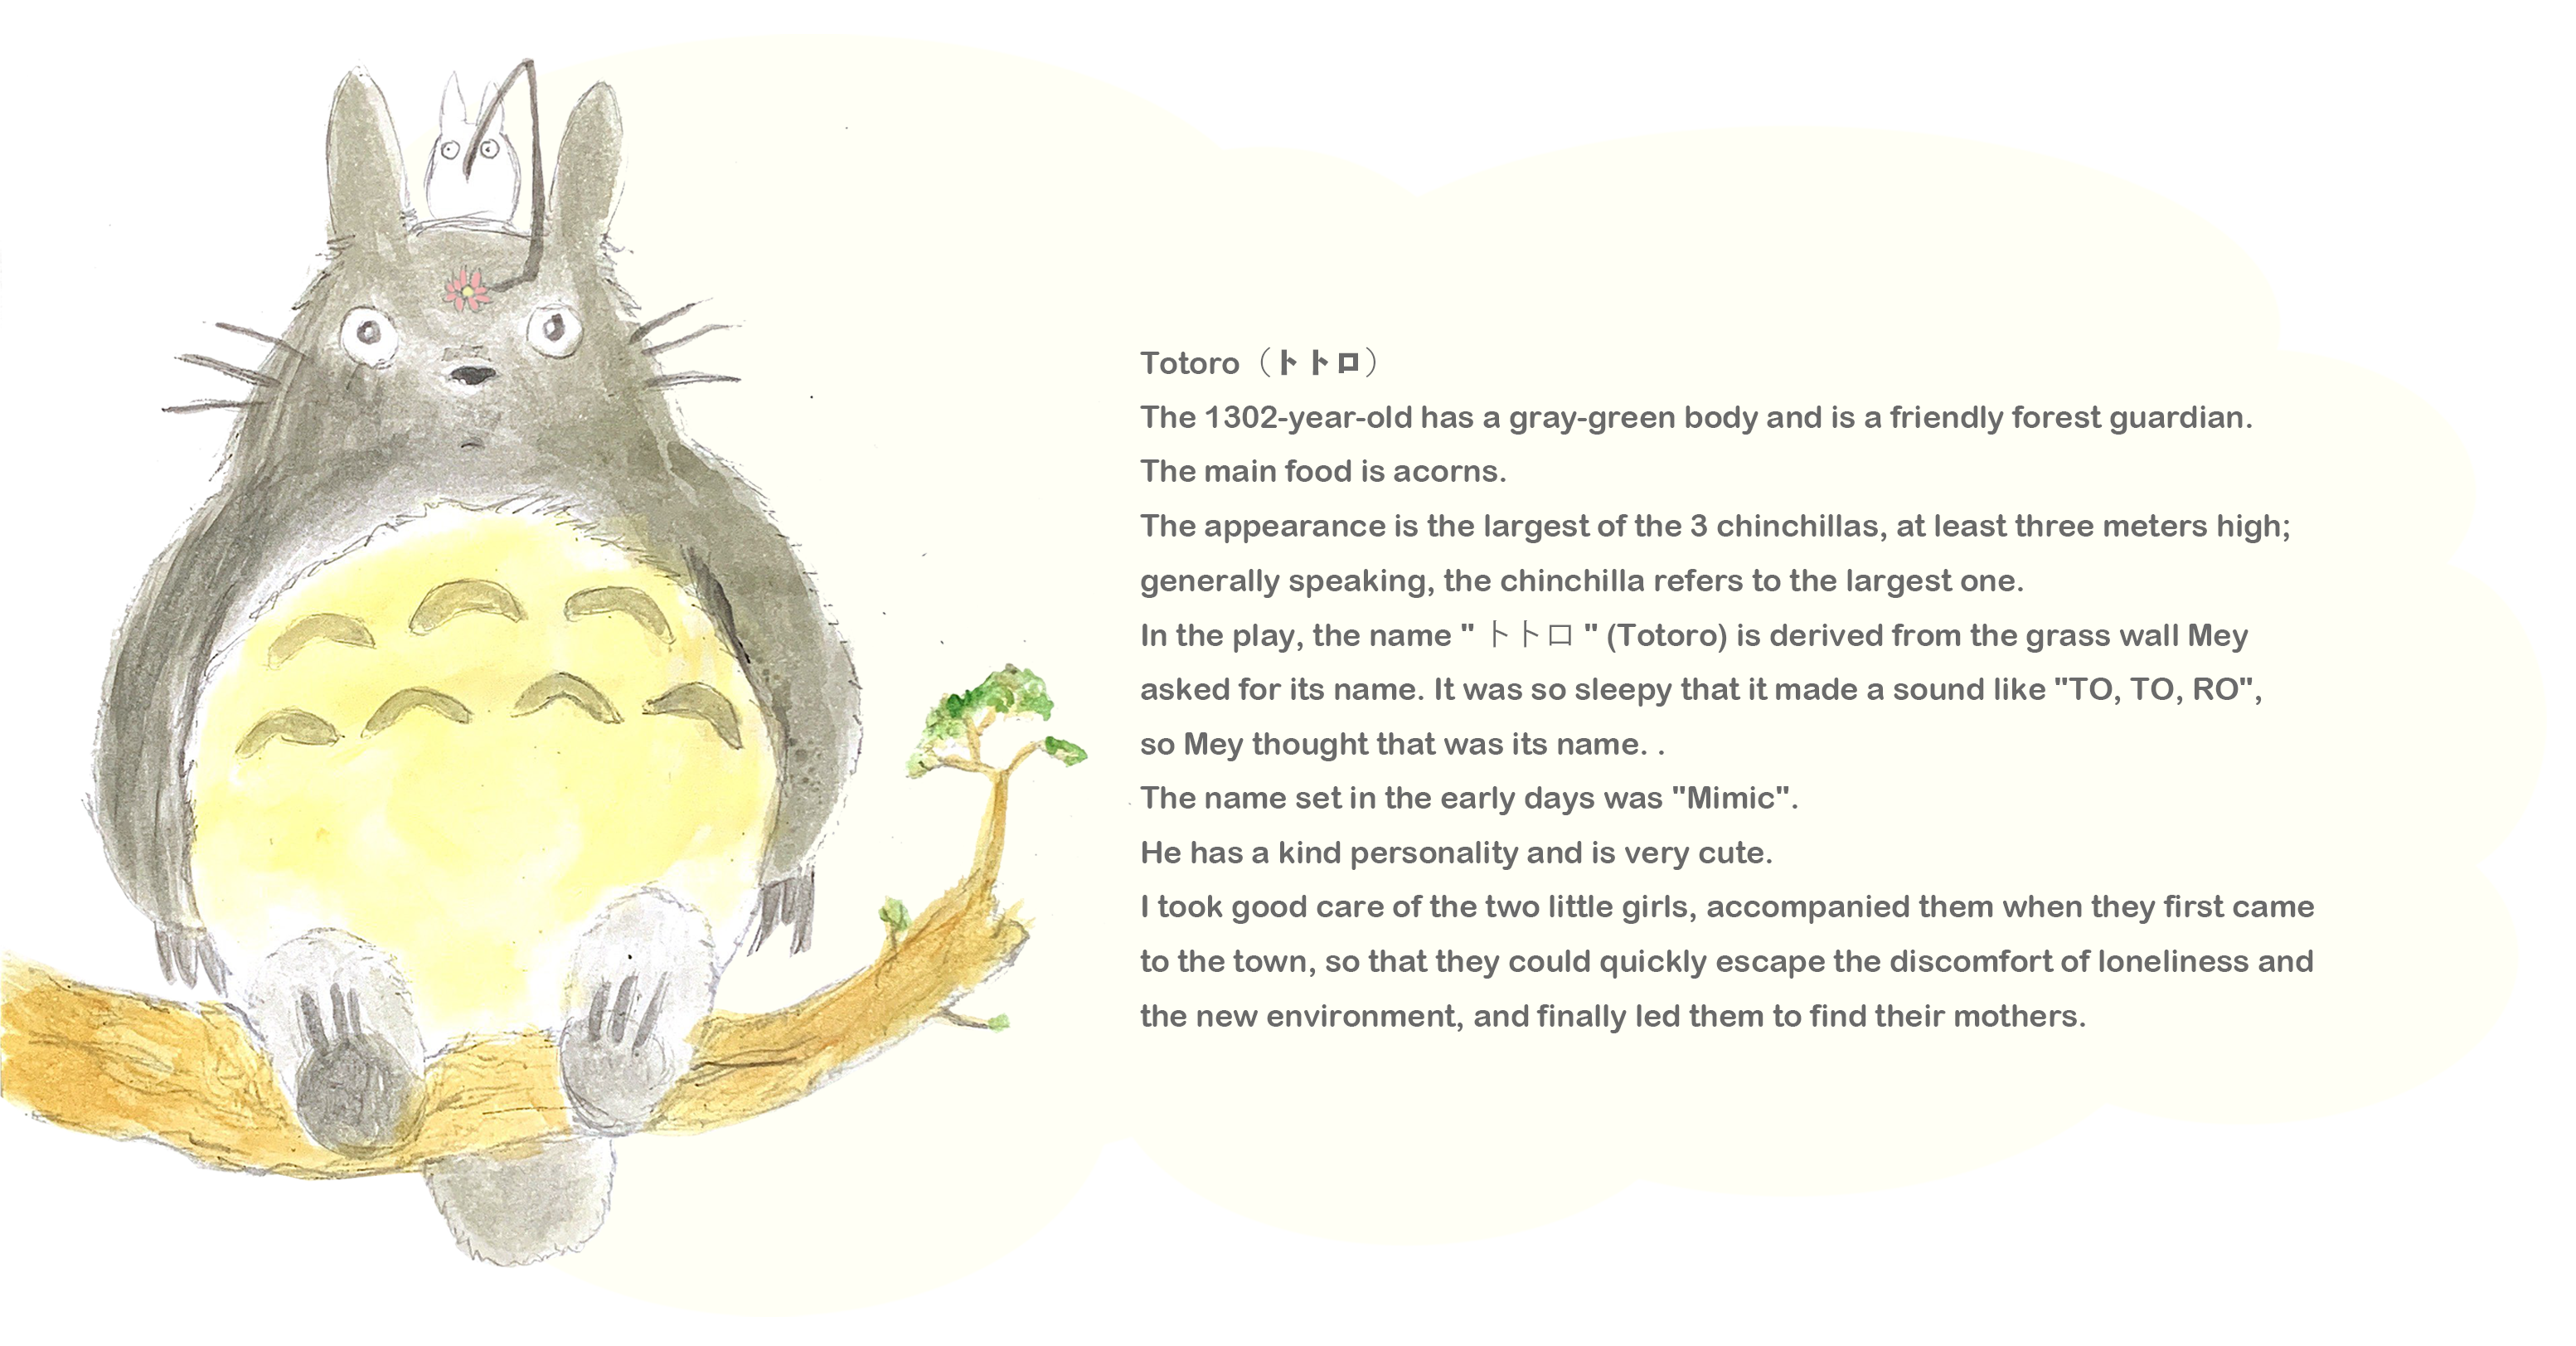 Totoro（トトロ）
The 1302-year-old has a gray-green body and is a friendly forest guardian.
The main food is acorns.
The appearance is the largest of the 3 chinchillas, at least three meters high;
generally speaking, the chinchilla refers to the largest one.
In the play, the name " トトロ " (Totoro) is derived from the grass wall Mey
asked for its name. It was so sleepy that it made a sound like "TO, TO, RO",
so Mey thought that was its name. .
The name set in the early days was "Mimic".
He has a kind personality and is very cute.
I took good care of the two little girls, accompanied them when they first came
to the town, so that they could quickly escape the discomfort of loneliness and
the new environment, and finally led them to find their mothers.